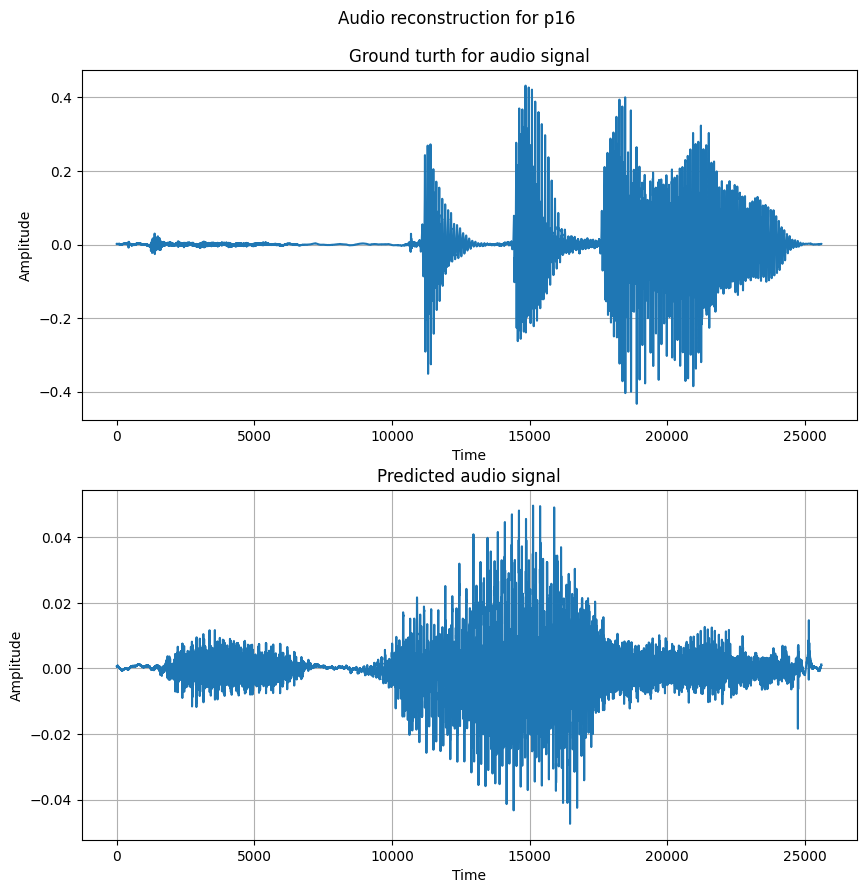 Audio reconstruction for p16
Ground turth for audio signal
0.4
0.2
0.0
−0.2
−0.4
Amplitude
0 5000 10000 15000 20000 25000
Time
Predicted audio signal
0.04
0.02
0.00
−0.02
−0.04
Amplitude
0 5000 10000 15000 20000 25000
Time